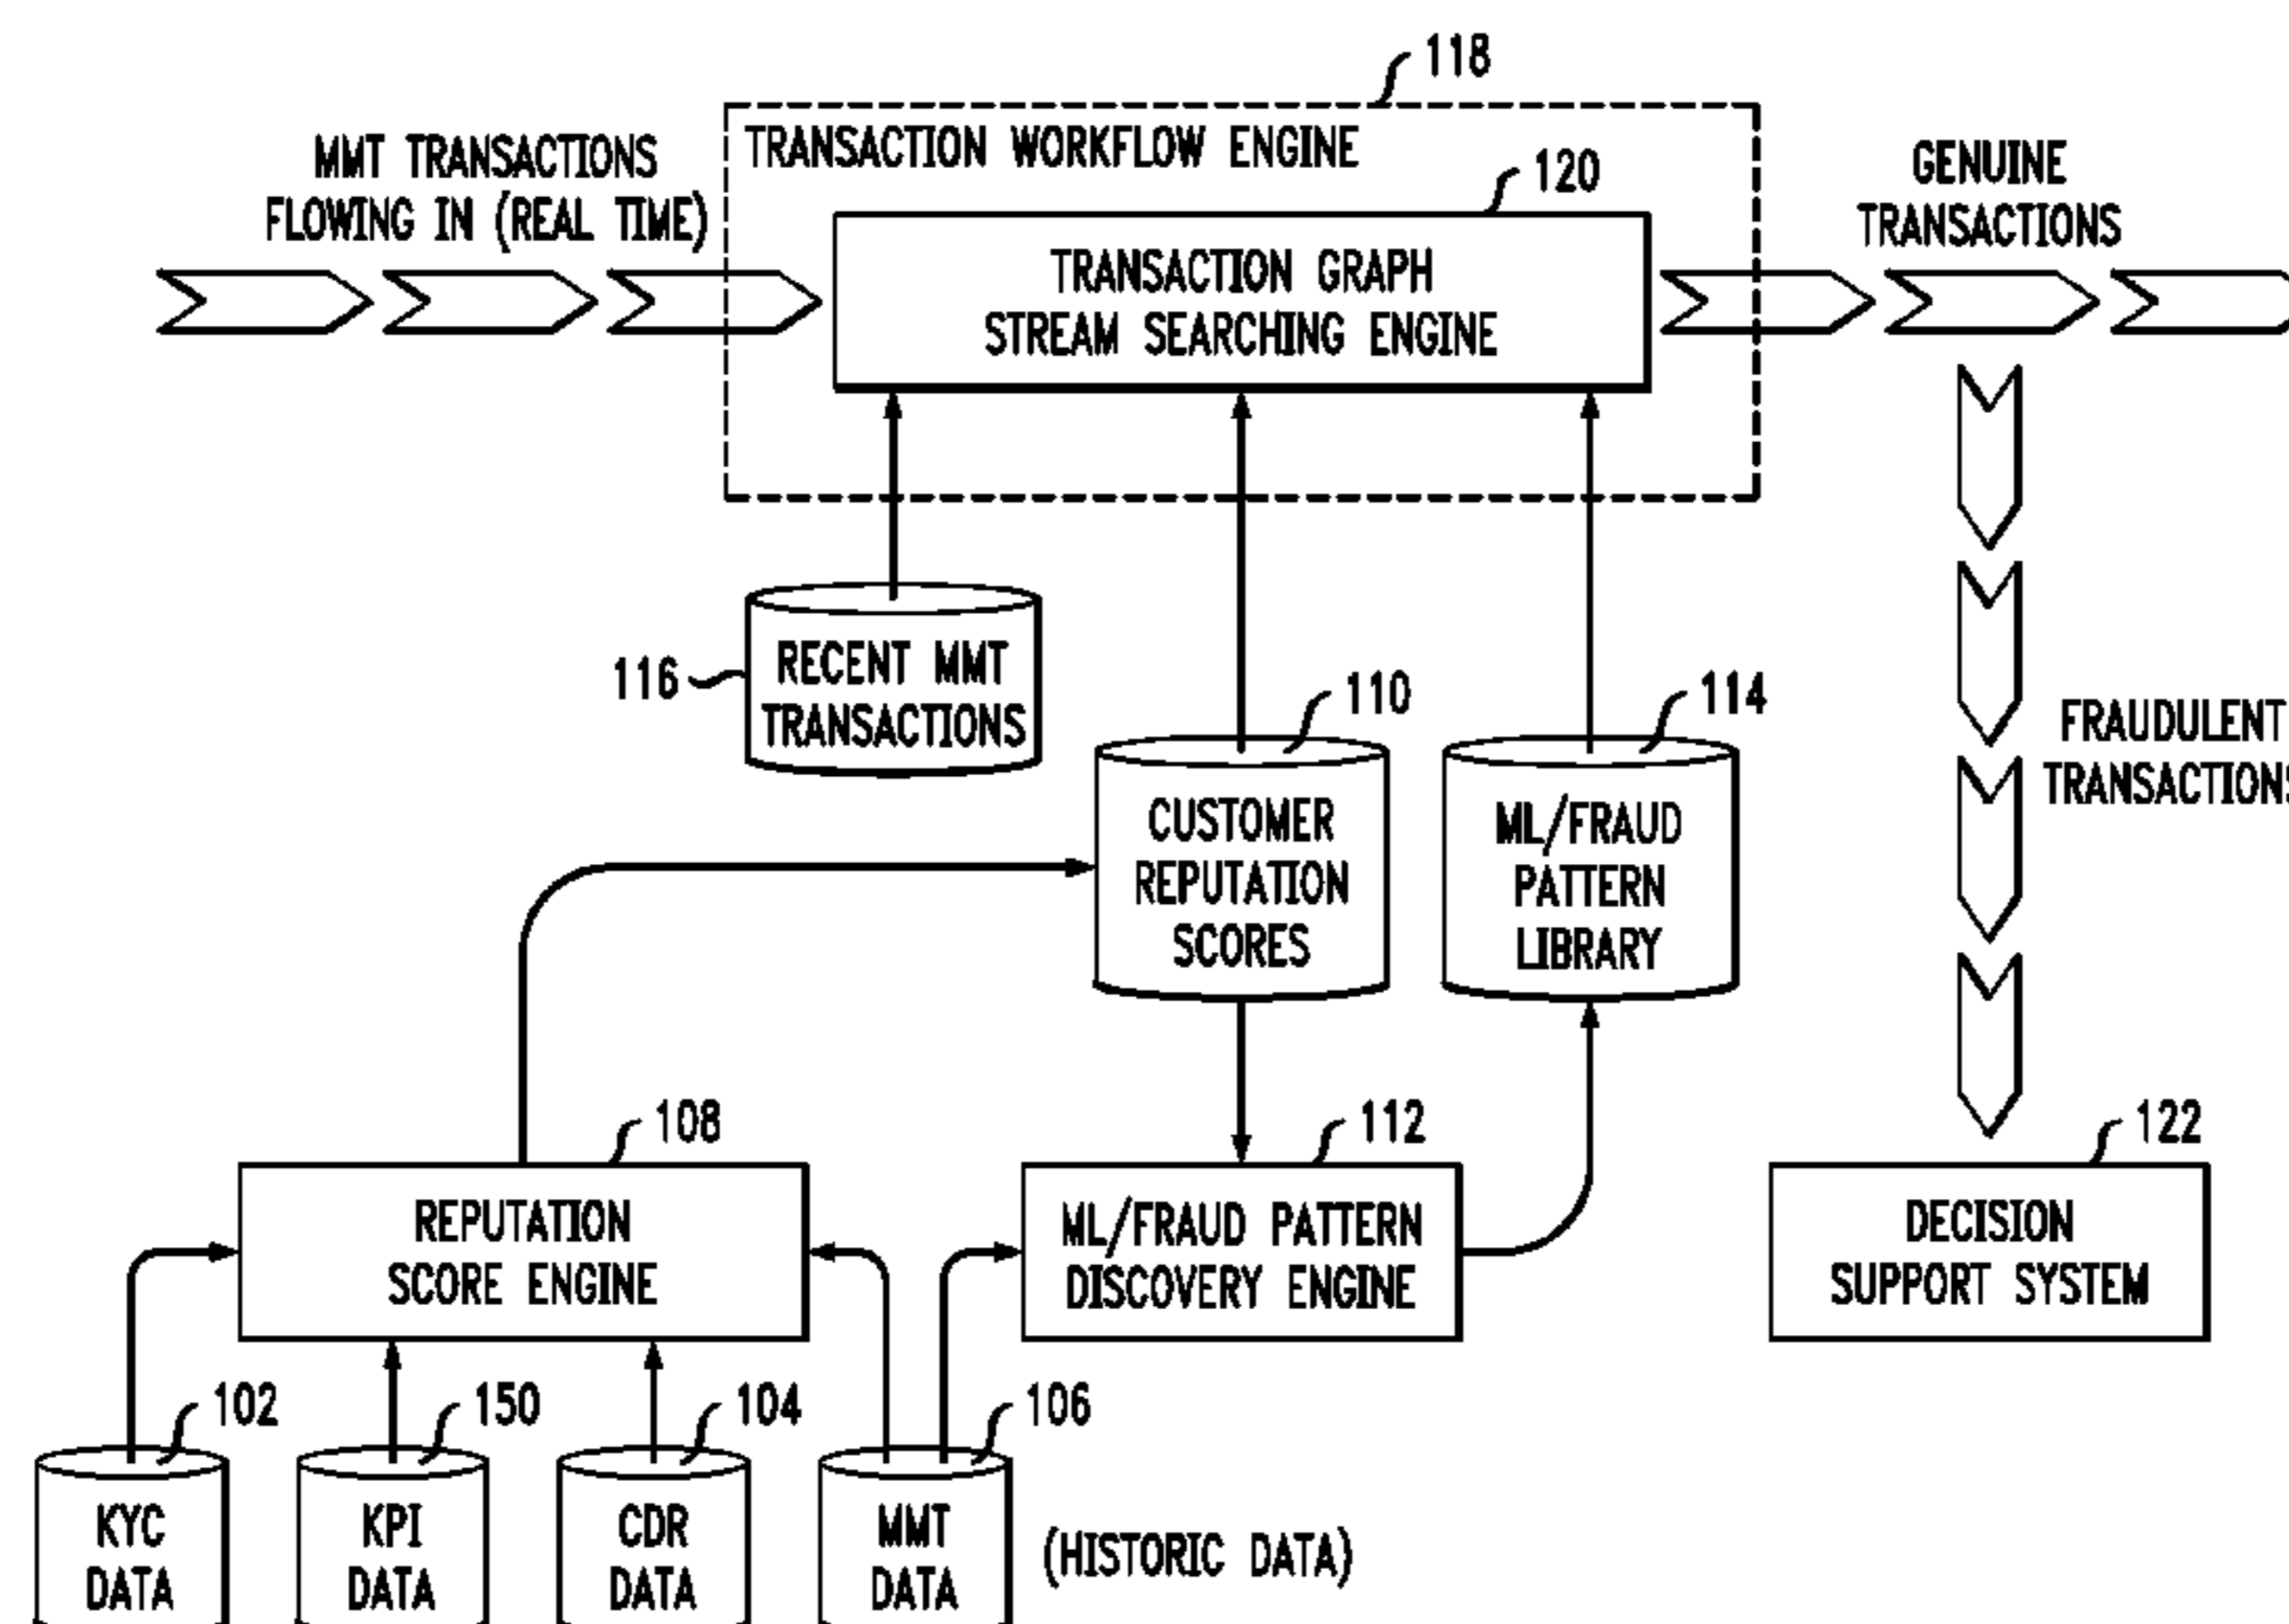 118
TRANSACTION WORKFLOW ENGINE
MMT TRANSACTIONS
FLOWING IN (REAL TIME)
120
TRANSACTION GRAPH
STREAM SEARCHING ENGINE
GENUINE
TRANSACTIONS
116
RECENT MMT
TRANSACTIONS
110
CUSTOMER
REPUTATION
SCORES
114
ML/FRAUD
PATTERN
LIBRARY
FRAUDULENT
TRANSACTIONS
108
REPUTATION
SCORE ENGINE
112
ML/FRAUD PATTERN
DISCOVERY ENGINE
122
DECISION
SUPPORT SYSTEM
102
KYC
DATA
150
KPI
DATA
104
CDR
DATA
106
MMT
DATA
(HISTORIC DATA)